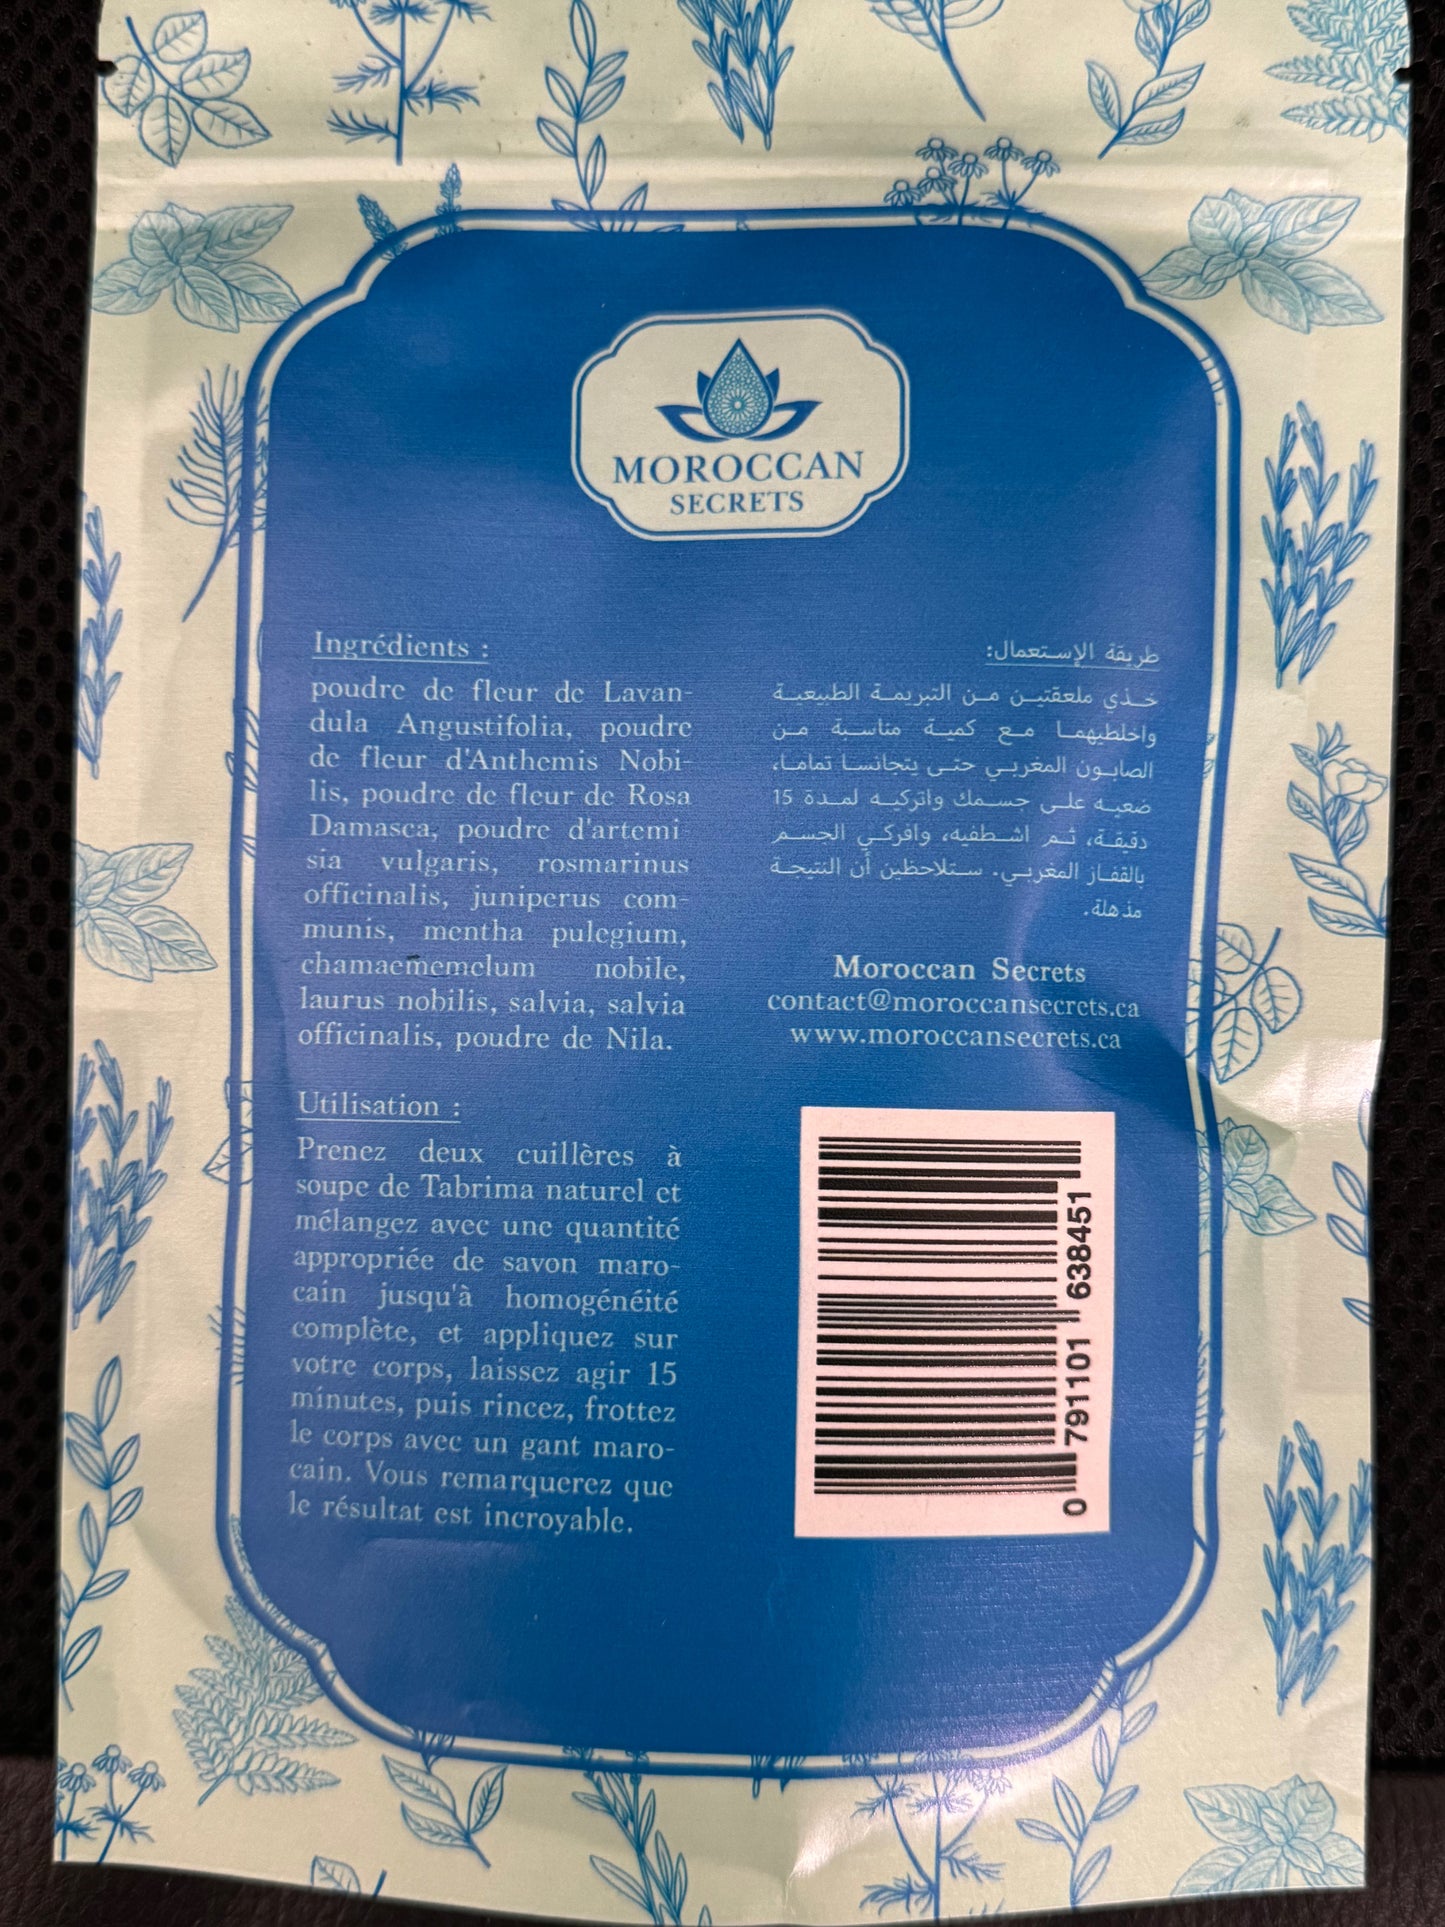 MOROCCAN
SECRETS
Ingrédients :
poudre de fleur de Lavan-
dula Angustifolia, poudre
de fleur d'Anthemis Nobi-
lis, poudre de fleur de Rosa
Damasca, poudre d'artemi-
sia vulgaris, rosmarinus
officinalis, juniperus com-
munis, mentha pulegium,
chamaememelum nobile,
laurus nobilis, salvia, salvia
officinalis, poudre de Nila.
Utilisation :
Prenez deux cuillères à
soupe de Tabrima naturel et
mélangez avec une quantité
appropriée de savon maro-
cain jusqu'à homogénéité
complète, et appliquez sur
votre corps, laissez agir 15
minutes, puis rincez, frottez
le corps avec un gant maro-
cain. Vous remarquerez que
le résultat est incroyable.
طريقة الإستعمال:
خذي ملعقتين من التبريمة الطبيعية
واخلطيهما مع كمية مناسبة من
الصابون المغربي حتى يتجانسا تماما،
ضعيه على جسمك واتركيه لمدة 15
دقيقة، ثم اشطفيه، وافركي الجسم
بالقفاز المغربي. ستلاحظين أن النتيجة
مذهلة.
Moroccan Secrets
contact@moroccansecrets.ca
www.moroccansecrets.ca
0 791101 638451